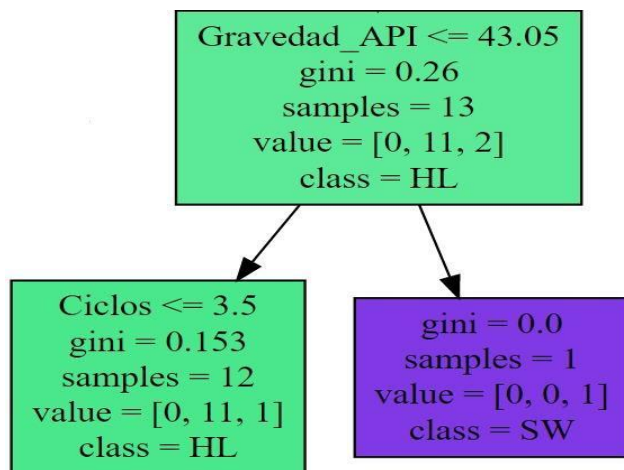 Gravedad_API <= 43.05
gini = 0.26
samples = 13
value = [0, 11, 2]
class = HL
Ciclos <= 3.5
gini = 0.153
samples = 12
value = [0, 11, 1]
class = HL
gini = 0.0
samples = 1
value = [0, 0, 1]
class = SW